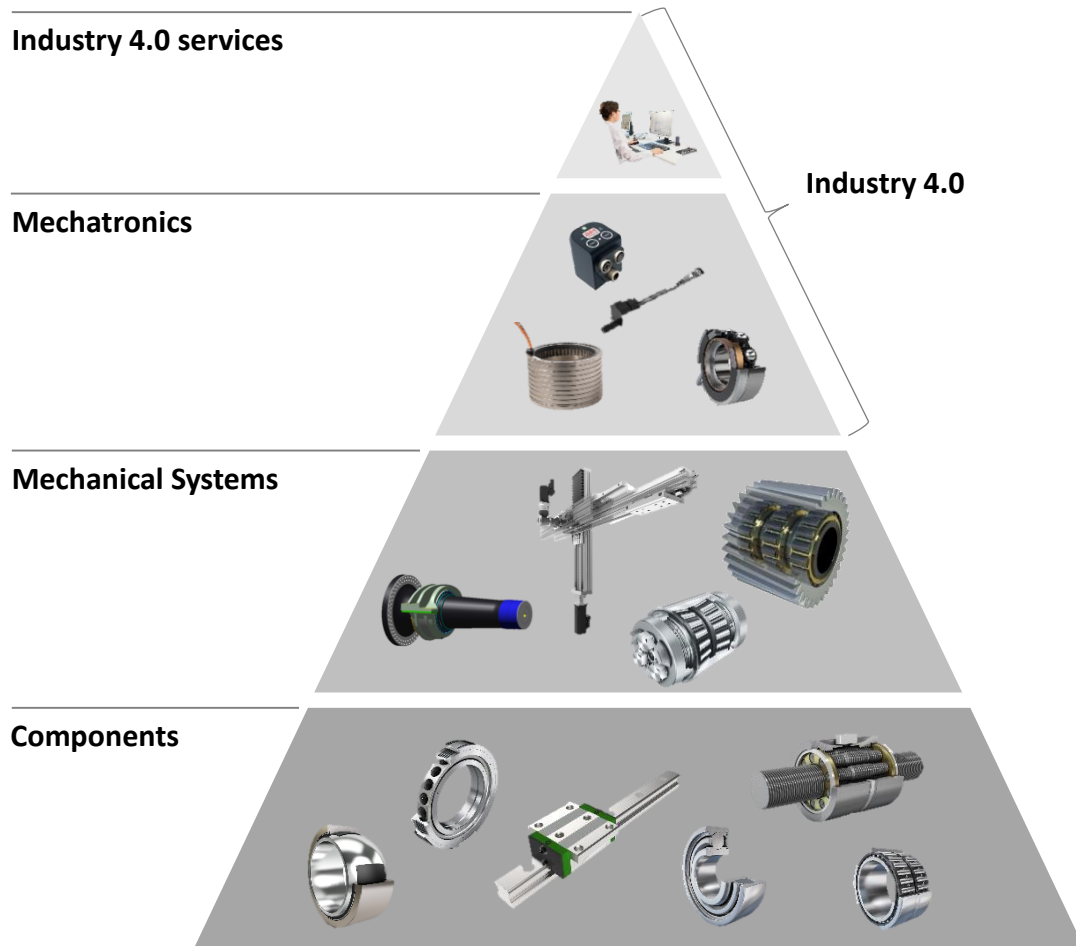 Industry 4.0 services
Industry 4.0
Mechatronics
Mechanical Systems
Components